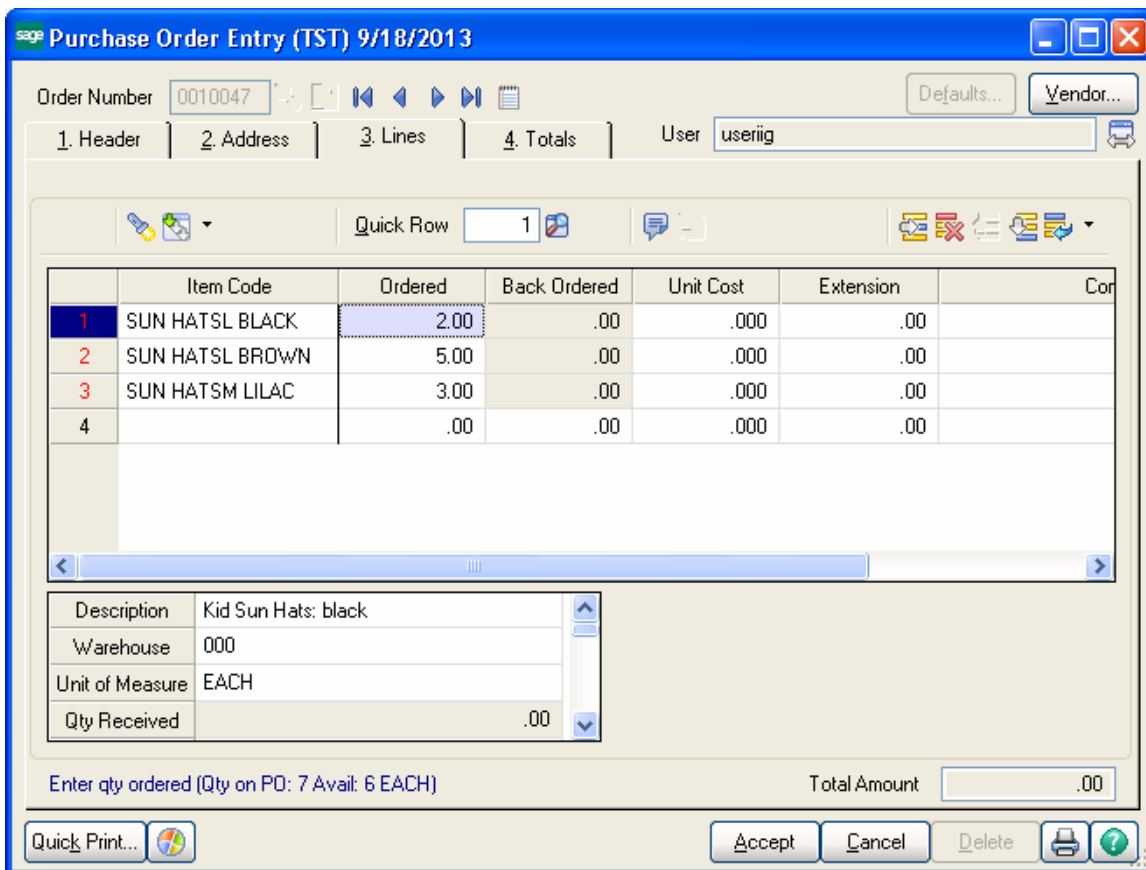 sage Purchase Order Entry (TST) 9/18/2013
Order Number 0010047 Defaults... Vendor...
1. Header 2. Address 3. Lines 4. Totals User useriig
Quick Row 1
Item Code Ordered Back Ordered Unit Cost Extension Cor
1 SUN HATSL BLACK 2.00 .00 .000 .00
2 SUN HATSL BROWN 5.00 .00 .000 .00
3 SUN HATSM LILAC 3.00 .00 .000 .00
4 .00 .00 .000 .00
Description Kid Sun Hats: black
Warehouse 000
Unit of Measure EACH
Qty Received .00
Enter qty ordered (Qty on PO: 7 Avail: 6 EACH) Total Amount .00
Quick Print... Accept Cancel Delete ?